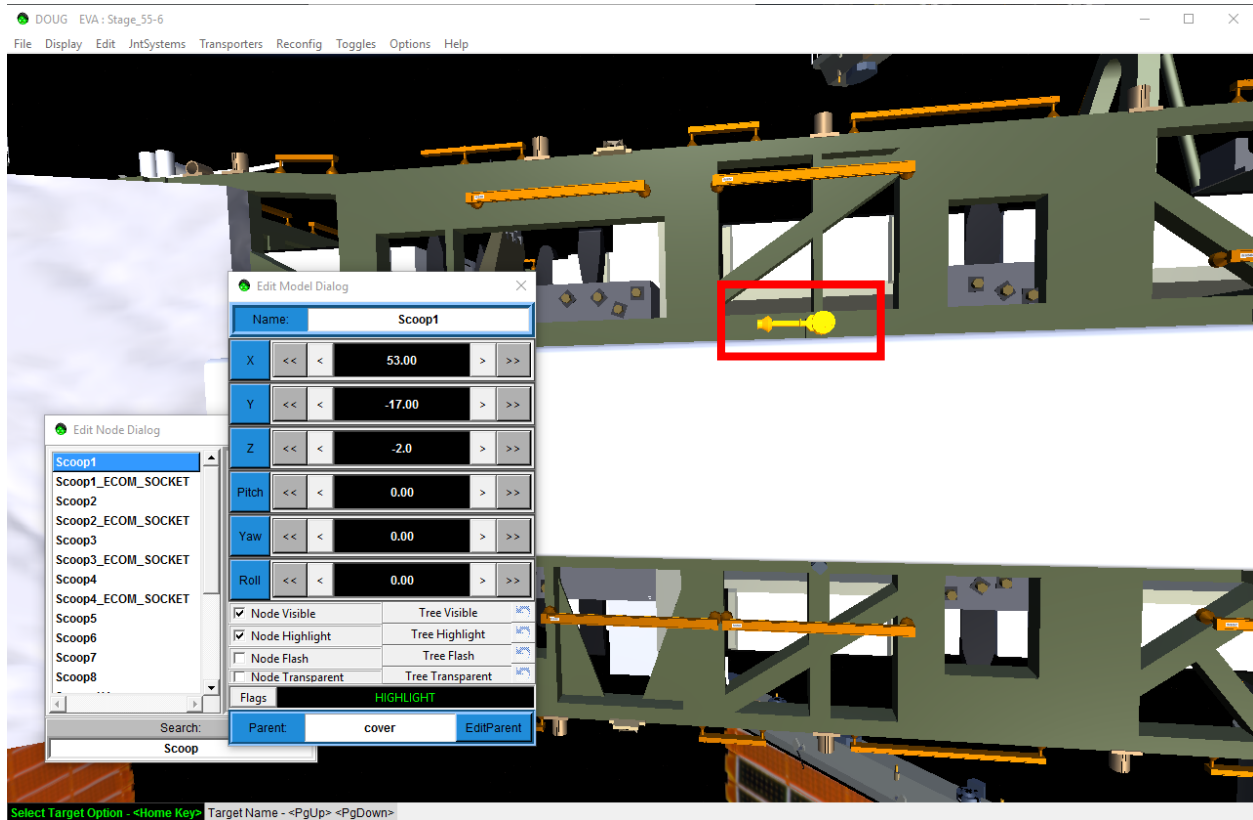 DOUG EVA : Stage_55-6
File Display Edit JntSystems Transporters Reconfig Toggles Options Help
Edit Model Dialog
Name: Scoop1
X << < 53.00 > >>
Y << < -17.00 > >>
Z << < -2.0 > >>
Pitch << < 0.00 > >>
Yaw << < 0.00 > >>
Roll << < 0.00 > >>
Node Visible Tree Visible
Node Highlight Tree Highlight
Node Flash Tree Flash
Node Transparent Tree Transparent
Flags HIGHLIGHT
Parent: cover EditParent
Edit Node Dialog
Scoop1
Scoop1_ECOM_SOCKET
Scoop2
Scoop2_ECOM_SOCKET
Scoop3
Scoop3_ECOM_SOCKET
Scoop4
Scoop4_ECOM_SOCKET
Scoop5
Scoop6
Scoop7
Scoop8
Search:
Scoop
Select Target Option - <Home Key> Target Name - <PgUp> <PgDown>